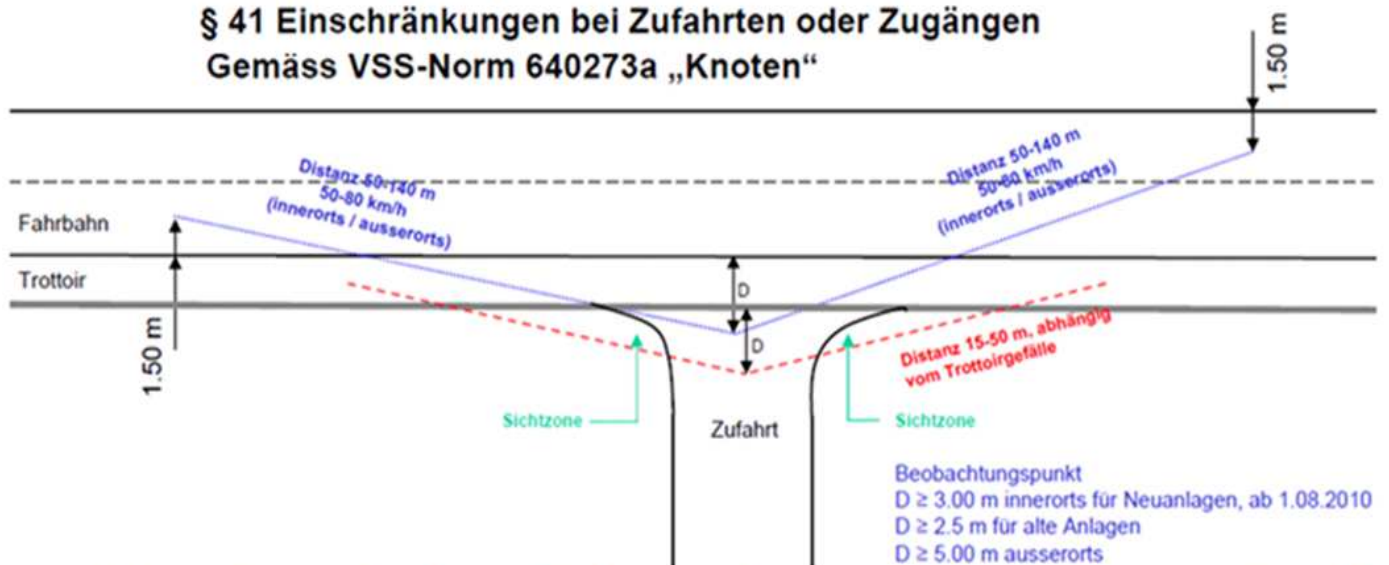 § 41 Einschränkungen bei Zufahrten oder Zugängen
Gemäss VSS-Norm 640273a „Knoten“
1.50 m
Distanz 50-140 m
50-80 km/h
(innerorts / ausserorts)
Distanz 50-140 m
50-80 km/h
(innerorts / ausserorts)
Fahrbahn
Trottoir
D
D
1.50 m
Distanz 15-50 m, abhängig
vom Trottoirgefälle
Sichtzone
Zufahrt
Sichtzone
Beobachtungspunkt
D ≥ 3.00 m innerorts für Neuanlagen, ab 1.08.2010
D ≥ 2.5 m für alte Anlagen
D ≥ 5.00 m ausserorts